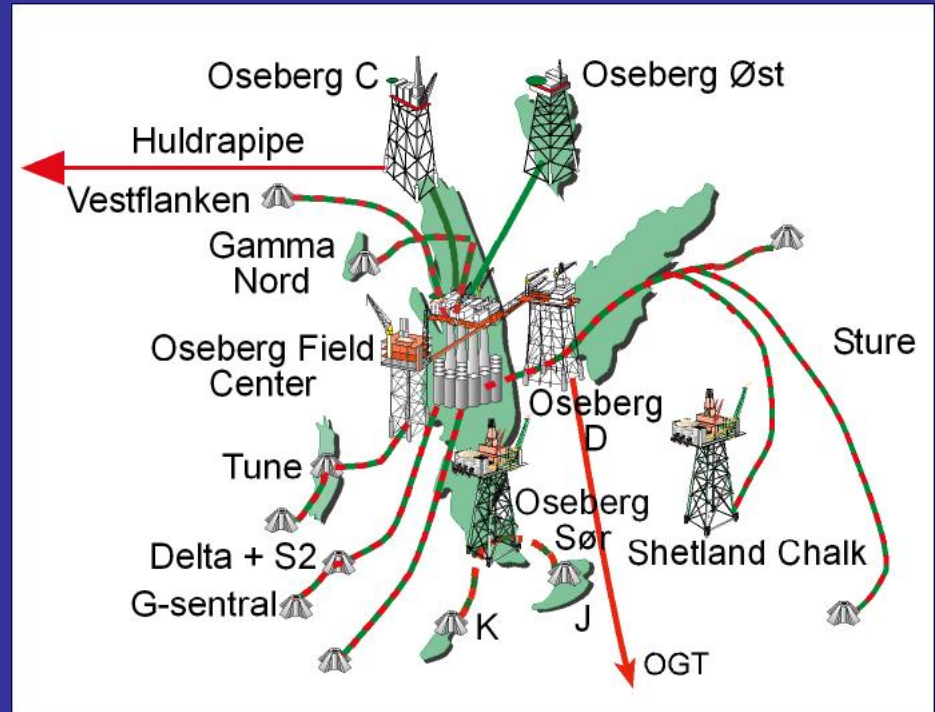 Oseberg C
Oseberg Øst
Huldrapipe
Vestflanken
Gamma
Nord
Oseberg Field
Center
Sture
Oseberg
D
Tune
Oseberg
Sør
Shetland Chalk
Delta + S2
G-sentral
K
J
OGT